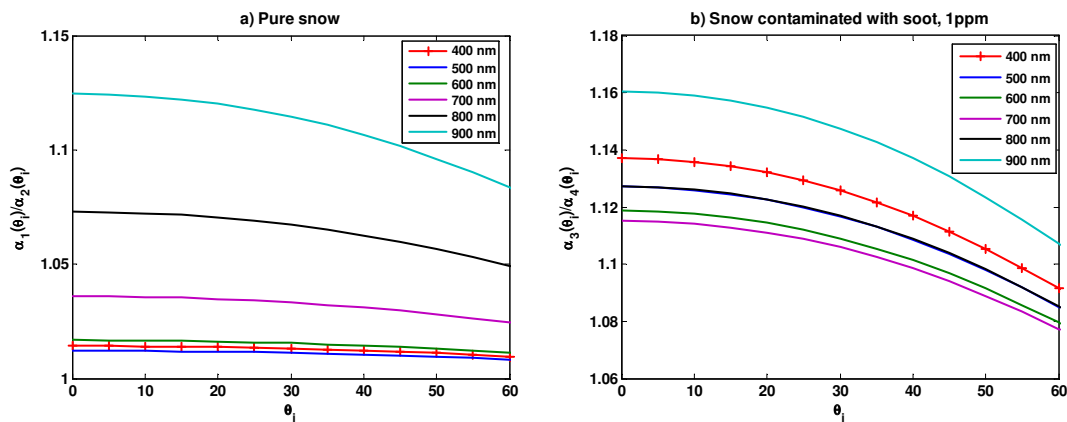 a) Pure snow
1.15
1.1
1.05
1
α1(θi)/α2(θi)
0 10 20 30 40 50 60
θi
400 nm
500 nm
600 nm
700 nm
800 nm
900 nm
b) Snow contaminated with soot, 1ppm
1.18
1.16
1.14
1.12
1.1
1.08
1.06
α3(θi)/α4(θi)
0 10 20 30 40 50 60
θi
400 nm
500 nm
600 nm
700 nm
800 nm
900 nm